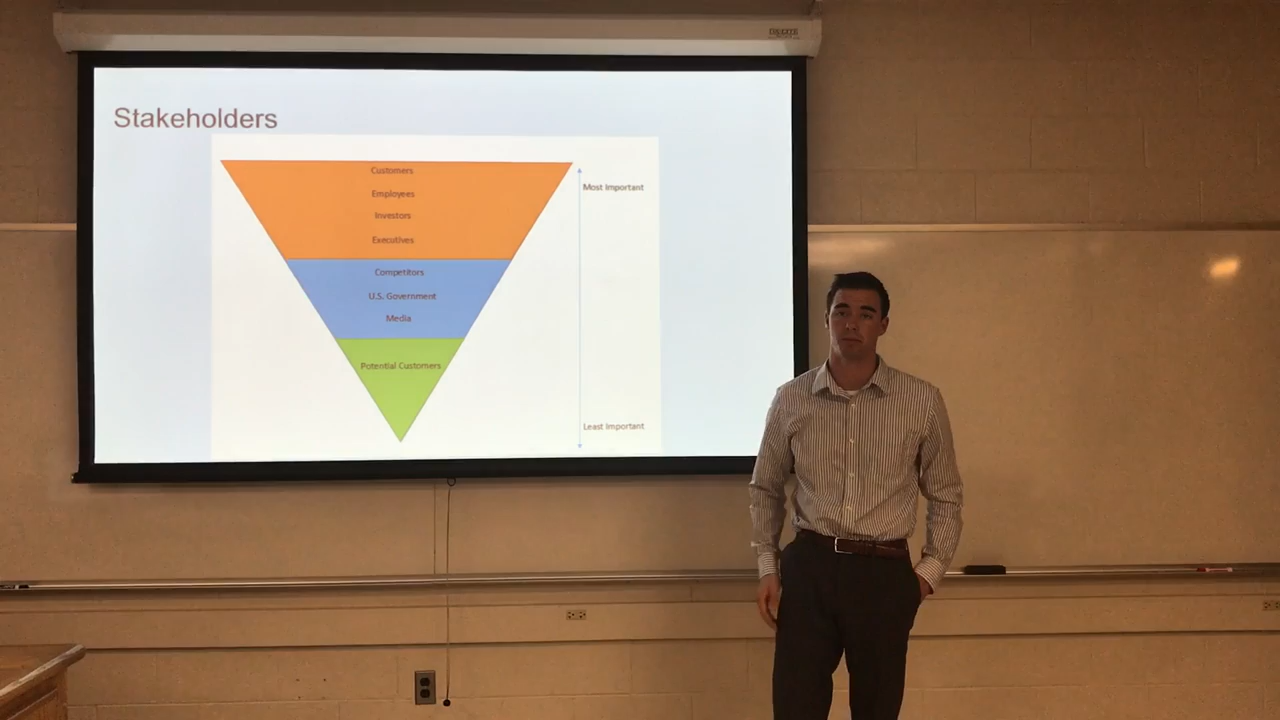 Stakeholders
Customers
Most Important
Employees
Investors
Executives
Competitors
U.S. Government
Media
Potential Customers
Least Important